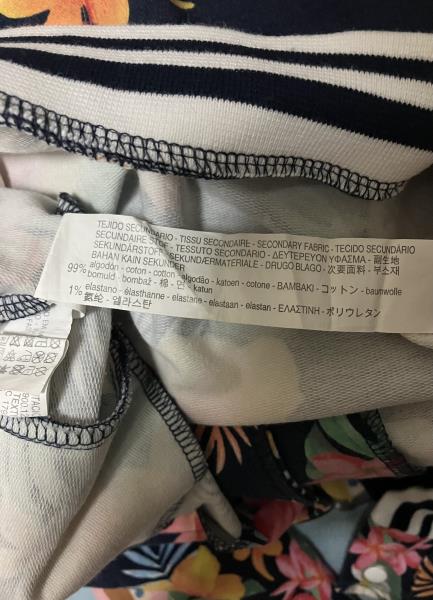 TEJIDO SECUNDARIO - TISSU SECONDAIRE - SECONDARY FABRIC - TECIDO SECUNDÁRIO
SECUNDAIRE STOF - TESSUTO SECONDARIO - ΔΕΥΤΕΡΕΥΟΝ ΥΦΑΣΜΑ - 副生地
SEKUNDÄRSTOFF - SEKUNDÆRMATERIALE - DRUGO BLAGO - 次要面料 - 부소재
BAHAN KAIN SEKUNDER
99% algodón - coton - cotton - algodão - katoen - cotone - BAMBAKI - コットン - baumwolle
bomuld - bombaž - 棉 - 면 - katun
1% elastano - élasthanne - elastane - elastaan - elastan - ΕΛΑΣΤΙΝΗ - ポリウレタン
氨纶 - 엘라스탄